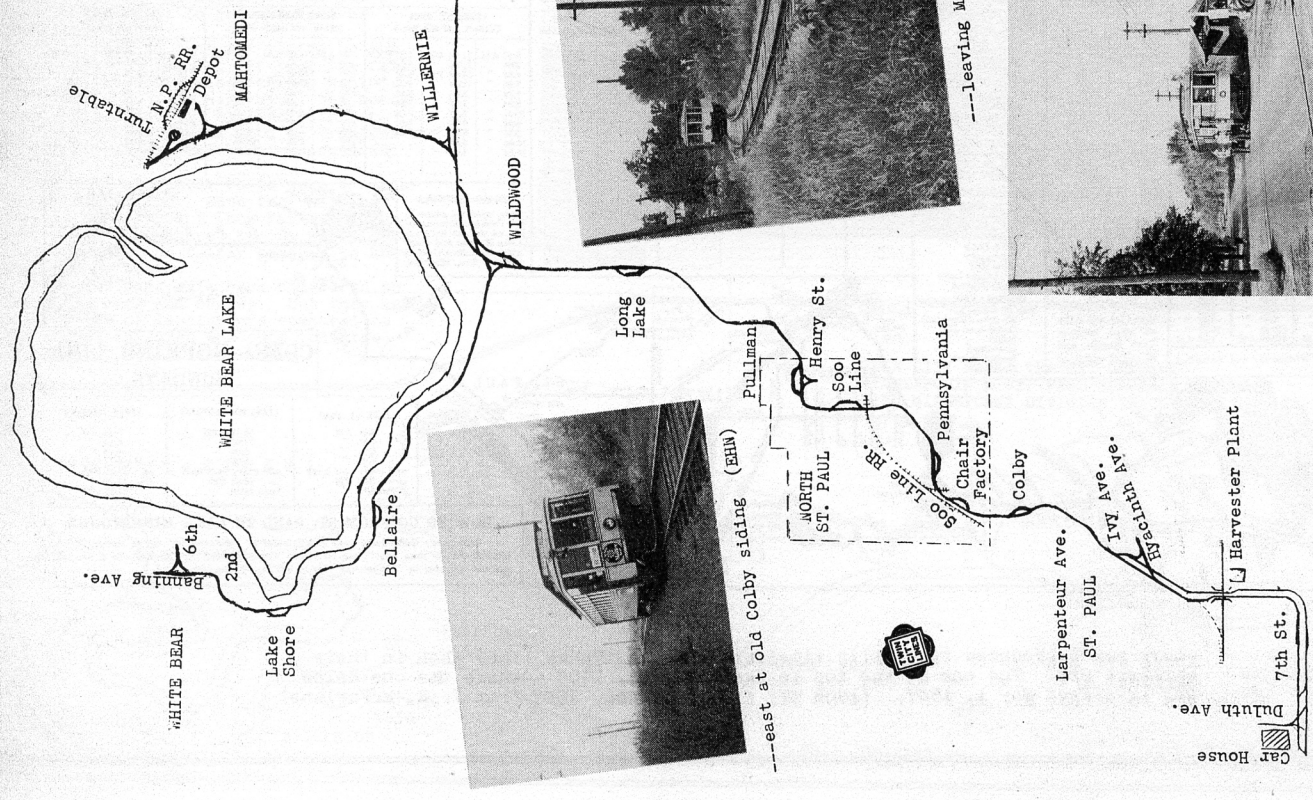 Turntable
N.P. RR.
Depot
MAHTOMEDI
WILLERNIE
WILDWOOD
WHITE BEAR LAKE
Long
Lake
Pullman
Henry St.
Soo
Line
Pennsylvania
Chair
Factory
Soo Line RR.
NORTH
ST. PAUL
Colby
Ivy Ave.
Hyacinth Ave.
Harvester Plant
Larpenteur Ave.
ST. PAUL
7th St.
Duluth Ave.
Car House
Bellaire
6th
2nd
Banning Ave.
Lake
Shore
WHITE BEAR
---east at old Colby siding (EHN)
---leaving M
TWIN
CITY
LINES